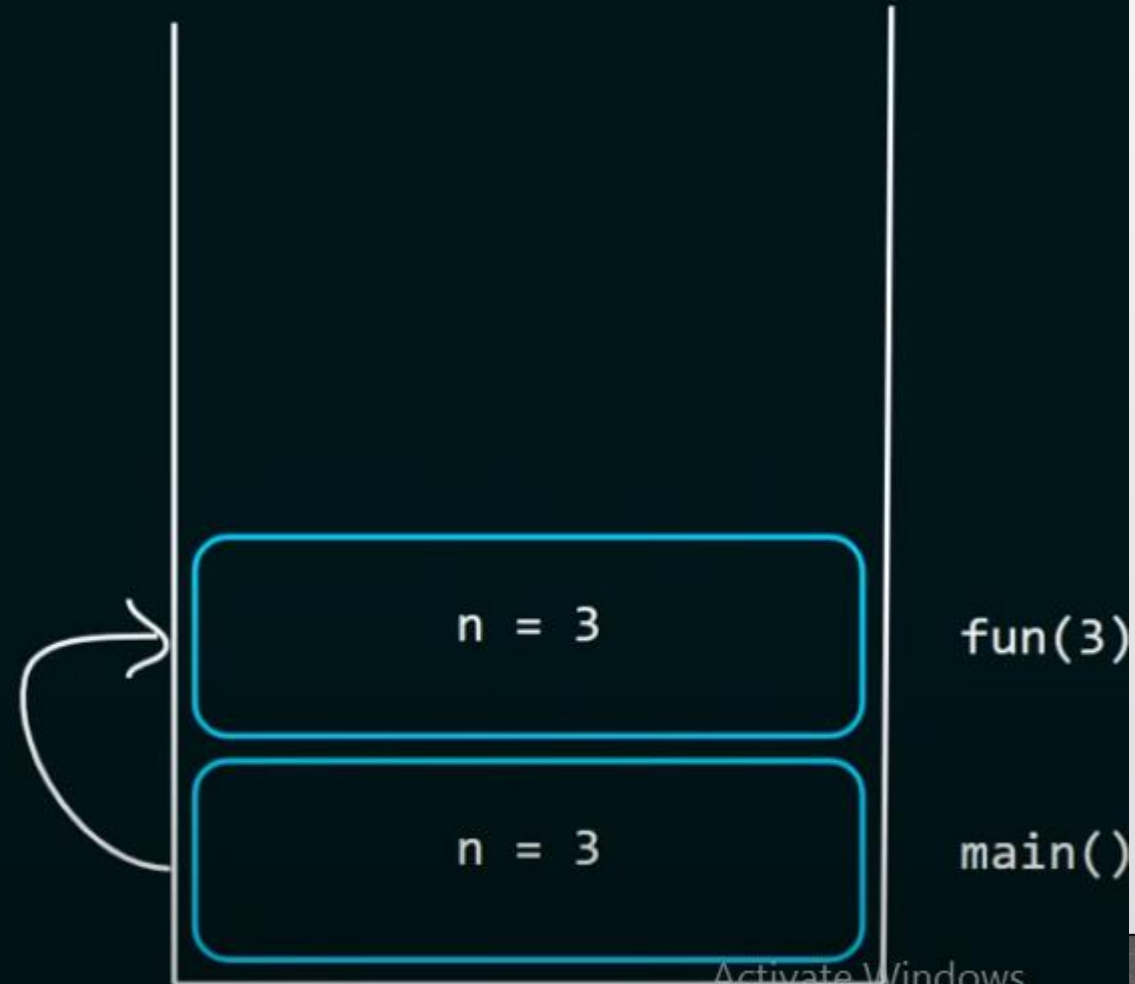 n = 3
fun(3)
n = 3
main()
Activate Windows